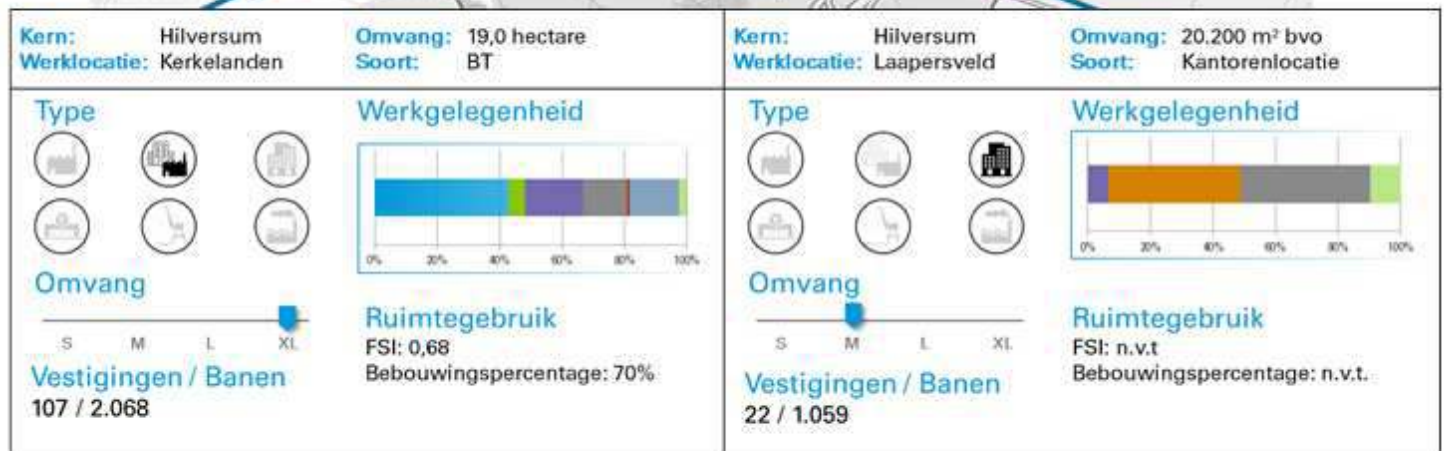 Kern: Hilversum Omvang: 19,0 hectare
Werklocatie: Kerkelanden Soort: BT
Type
Werkgelegenheid
0% 20% 40% 60% 80% 100%
Omvang
S M L XL
Ruimtegebruik
FSI: 0,68
Bebouwingspercentage: 70%
Vestigingen / Banen
107 / 2.068
Kern: Hilversum Omvang: 20.200 m² bvo
Werklocatie: Laapersveld Soort: Kantorenlocatie
Type
Werkgelegenheid
0% 20% 40% 60% 80% 100%
Omvang
S M L XL
Ruimtegebruik
FSI: n.v.t
Bebouwingspercentage: n.v.t.
Vestigingen / Banen
22 / 1.059